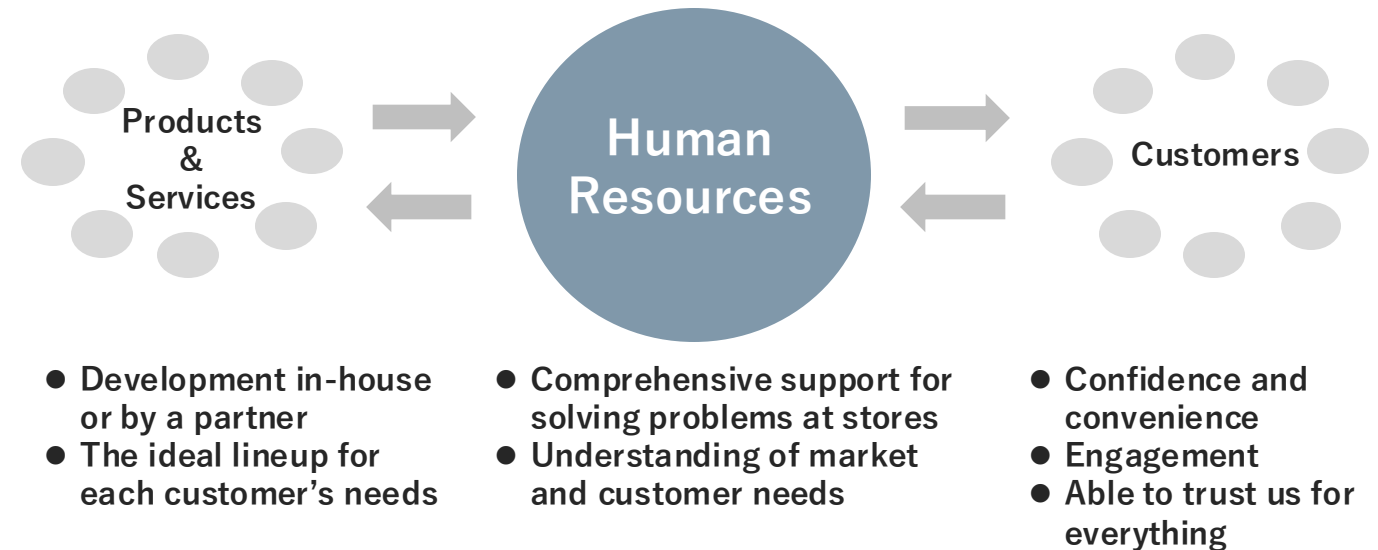 Products
&
Services
Human
Resources
Customers
● Development in-house
or by a partner
● The ideal lineup for
each customer’s needs
● Comprehensive support for
solving problems at stores
● Understanding of market
and customer needs
● Confidence and
convenience
● Engagement
● Able to trust us for
everything